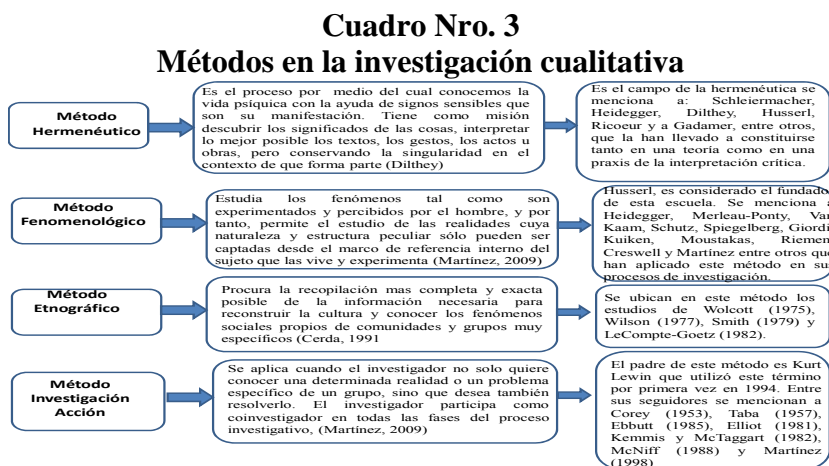 Cuadro Nro. 3
Métodos en la investigación cualitativa
Método
Hermenéutico
Es el proceso por medio del cual conocemos la
vida psíquica con la ayuda de signos sensibles que
son su manifestación. Tiene como misión
descubrir los significados de las cosas, interpretar
lo mejor posible los textos, los gestos, los actos u
obras, pero conservando la singularidad en el
contexto de que forma parte (Dilthey)
Es el campo de la hermenéutica se
menciona a: Schleiermacher,
Heidegger, Dilthey, Husserl,
Ricoeur y a Gadamer, entre otros,
que la han llevado a constituirse
tanto en una teoría como en una
praxis de la interpretación crítica.
Método
Fenomenológico
Estudia los fenómenos tal como son
experimentados y percibidos por el hombre, y por
tanto, permite el estudio de las realidades cuya
naturaleza y estructura peculiar sólo pueden ser
captadas desde el marco de referencia interno del
sujeto que las vive y experimenta (Martínez, 2009)
Husserl, es considerado el fundador
de esta escuela. Se menciona a
Heidegger, Merleau-Ponty, Van
Kaam, Schutz, Spiegelberg, Giordi,
Kuiken, Moustakas, Riemen,
Creswell y Martínez entre otros que
han aplicado este método en sus
procesos de investigación.
Método
Etnográfico
Procura la recopilación mas completa y exacta
posible de la información necesaria para
reconstruir la cultura y conocer los fenómenos
sociales propios de comunidades y grupos muy
específicos (Cerda, 1991
Se ubican en este método los
estudios de Wolcott (1975),
Wilson (1977), Smith (1979) y
LeCompte-Goetz (1982).
Método
Investigación
Acción
Se aplica cuando el investigador no solo quiere
conocer una determinada realidad o un problema
específico de un grupo, sino que desea también
resolverlo. El investigador participa como
coinvestigador en todas las fases del proceso
investigativo, (Martínez, 2009)
El padre de este método es Kurt
Lewin que utilizó este término
por primera vez en 1994. Entre
sus seguidores se mencionan a
Corey (1953), Taba (1957),
Ebbutt (1985), Elliot (1981),
Kemmis y McTaggart (1982),
McNiff (1988) y Martínez
(1998)